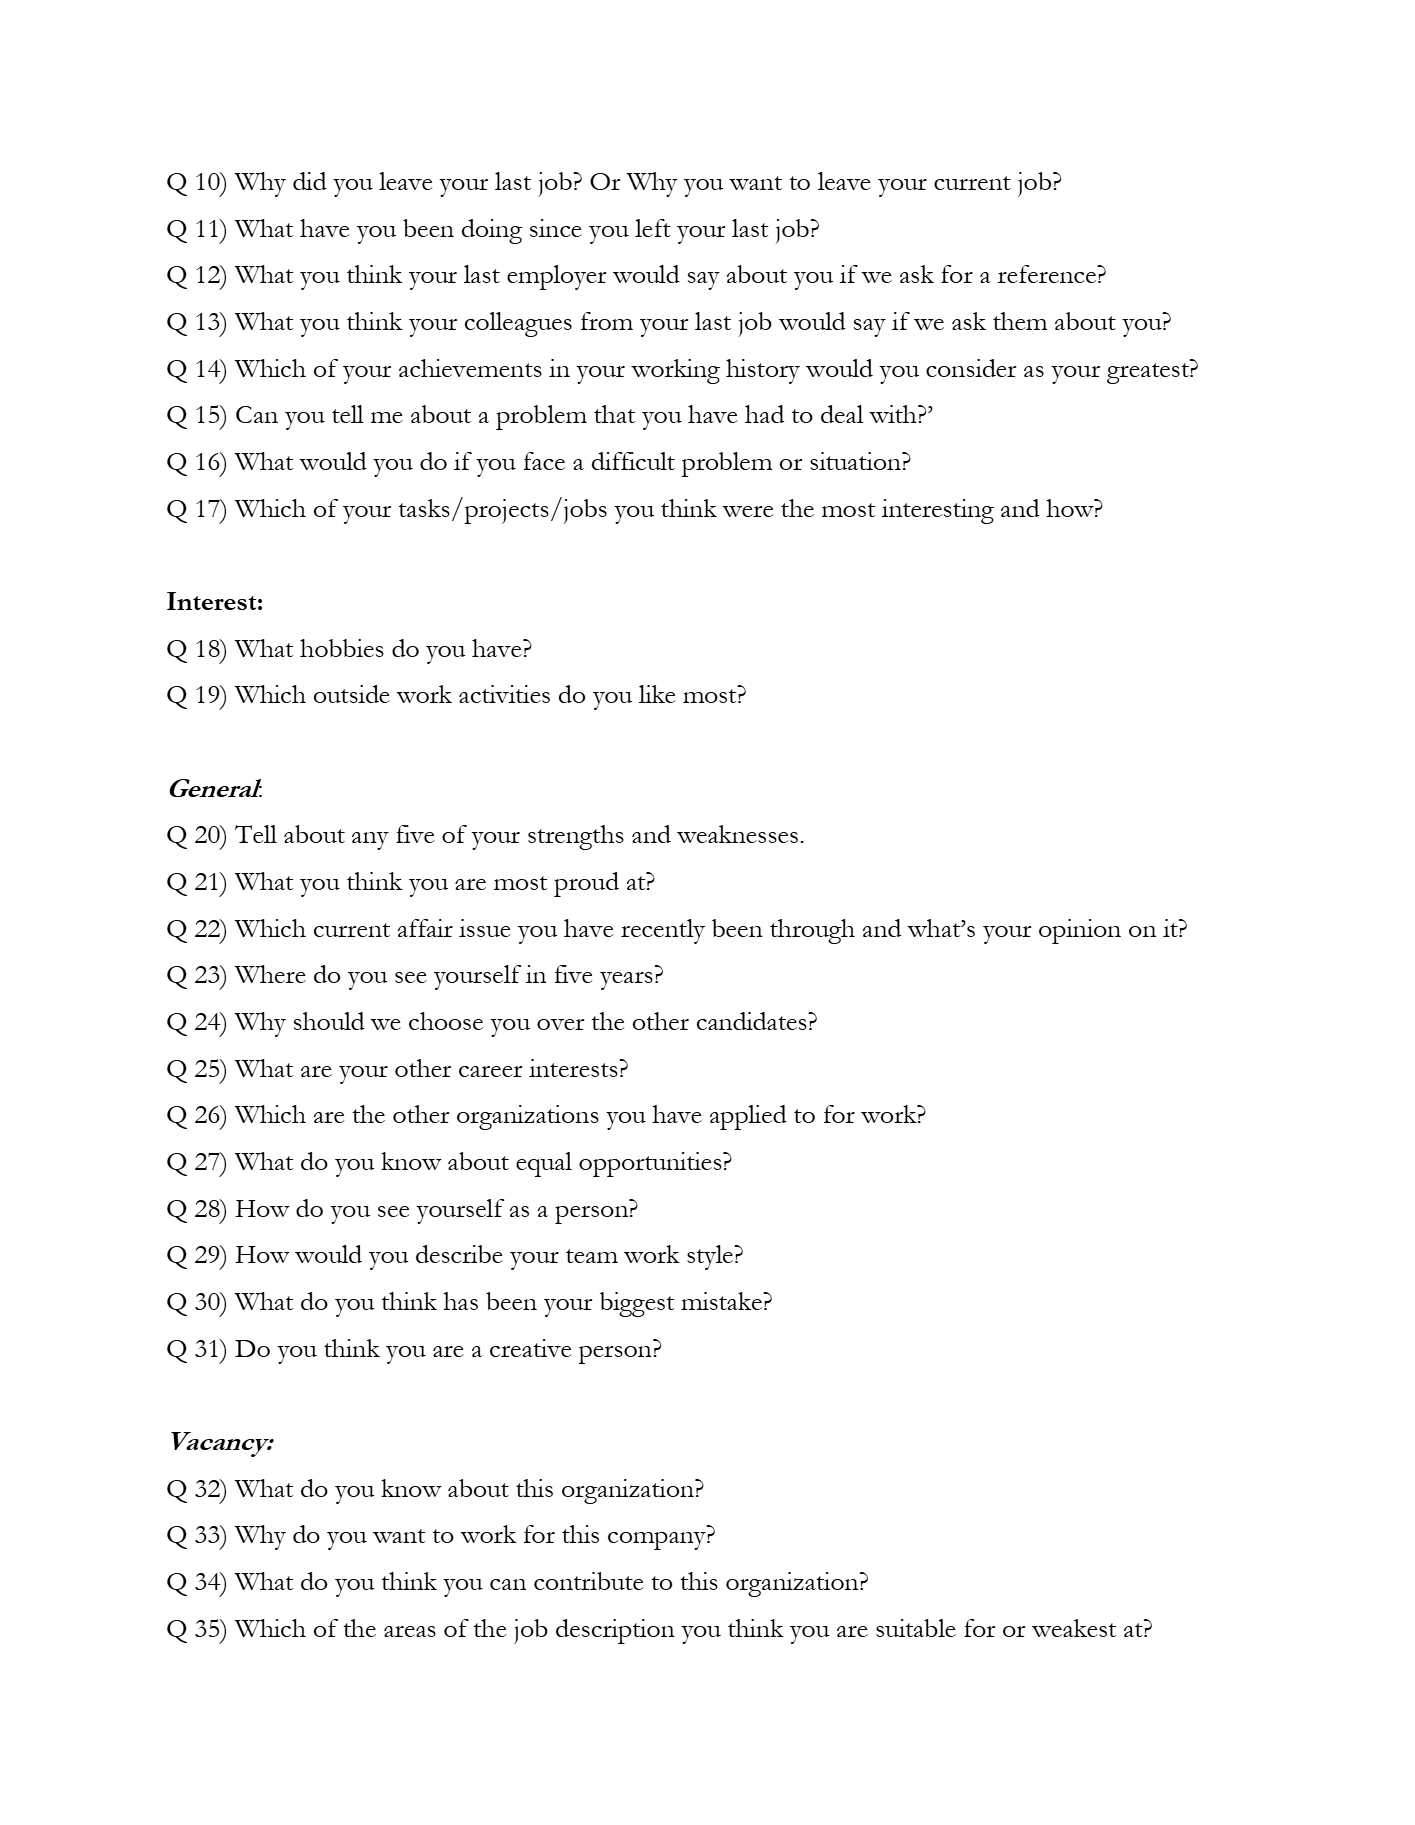 Q 10) Why did you leave your last job? Or Why you want to leave your current job?
Q 11) What have you been doing since you left your last job?
Q 12) What you think your last employer would say about you if we ask for a reference?
Q 13) What you think your colleagues from your last job would say if we ask them about you?
Q 14) Which of your achievements in your working history would you consider as your greatest?
Q 15) Can you tell me about a problem that you have had to deal with?’
Q 16) What would you do if you face a difficult problem or situation?
Q 17) Which of your tasks/projects/jobs you think were the most interesting and how?
Interest:
Q 18) What hobbies do you have?
Q 19) Which outside work activities do you like most?
General:
Q 20) Tell about any five of your strengths and weaknesses.
Q 21) What you think you are most proud at?
Q 22) Which current affair issue you have recently been through and what’s your opinion on it?
Q 23) Where do you see yourself in five years?
Q 24) Why should we choose you over the other candidates?
Q 25) What are your other career interests?
Q 26) Which are the other organizations you have applied to for work?
Q 27) What do you know about equal opportunities?
Q 28) How do you see yourself as a person?
Q 29) How would you describe your team work style?
Q 30) What do you think has been your biggest mistake?
Q 31) Do you think you are a creative person?
Vacancy:
Q 32) What do you know about this organization?
Q 33) Why do you want to work for this company?
Q 34) What do you think you can contribute to this organization?
Q 35) Which of the areas of the job description you think you are suitable for or weakest at?